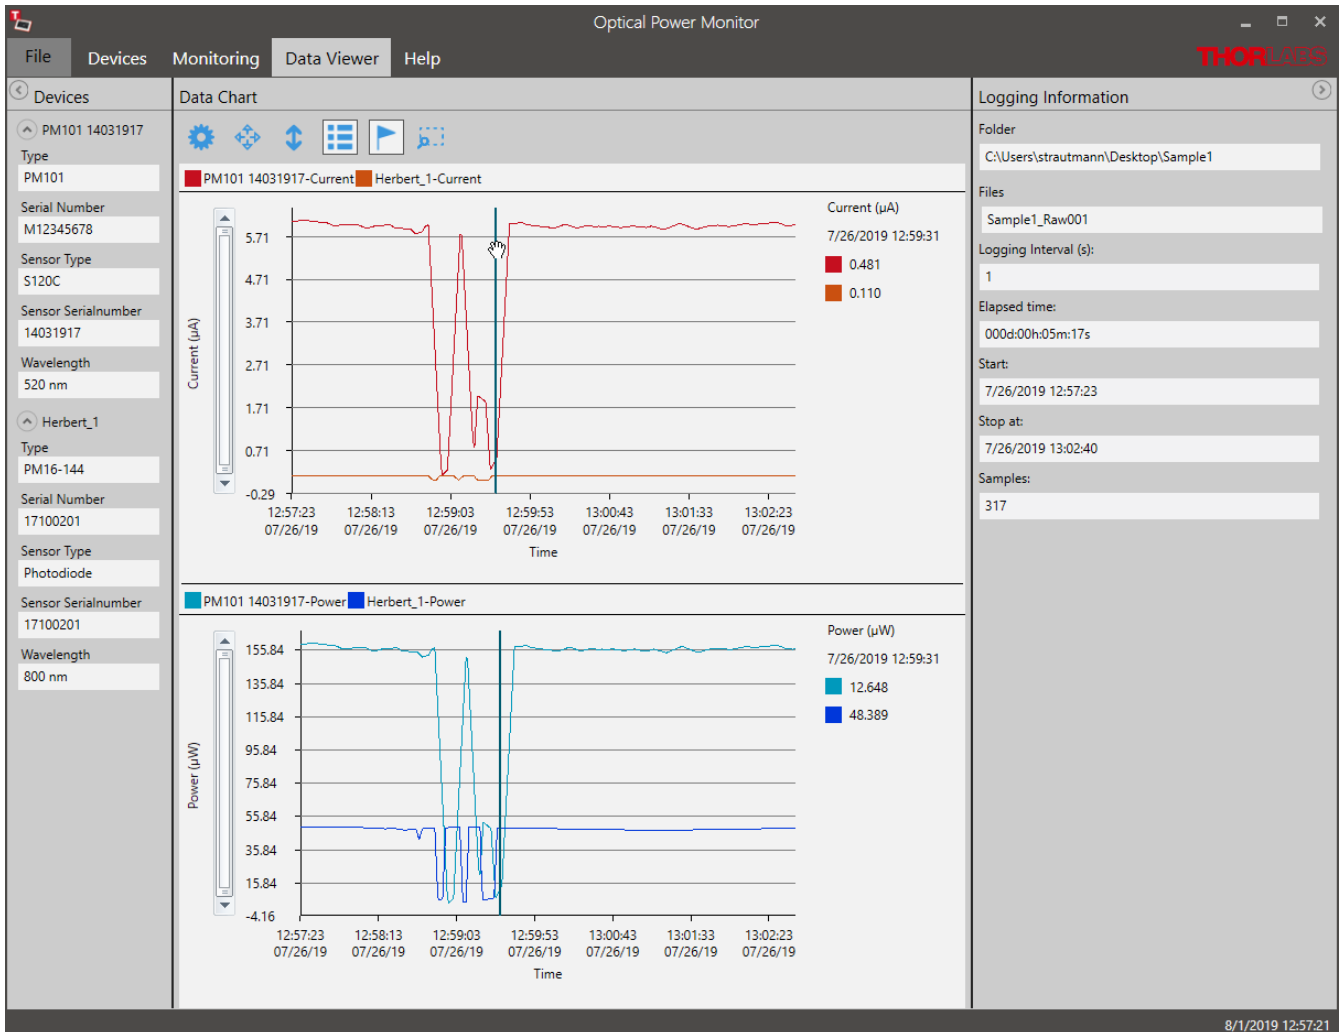 Optical Power Monitor
File Devices Monitoring Data Viewer Help
THORLABS
Devices
PM101 14031917
Type
PM101
Serial Number
M12345678
Sensor Type
S120C
Sensor Serialnumber
14031917
Wavelength
520 nm
Herbert_1
Type
PM16-144
Serial Number
17100201
Sensor Type
Photodiode
Sensor Serialnumber
17100201
Wavelength
800 nm
Data Chart
PM101 14031917-Current Herbert_1-Current
Current (µA)
5.71
4.71
3.71
2.71
1.71
0.71
-0.29
12:57:23 12:58:13 12:59:03 12:59:53 13:00:43 13:01:33 13:02:23
07/26/19 07/26/19 07/26/19 07/26/19 07/26/19 07/26/19 07/26/19
Time
Current (µA)
7/26/2019 12:59:31
0.481
0.110
PM101 14031917-Power Herbert_1-Power
Power (µW)
155.84
135.84
115.84
95.84
75.84
55.84
35.84
15.84
-4.16
12:57:23 12:58:13 12:59:03 12:59:53 13:00:43 13:01:33 13:02:23
07/26/19 07/26/19 07/26/19 07/26/19 07/26/19 07/26/19 07/26/19
Time
Power (µW)
7/26/2019 12:59:31
12.648
48.389
Logging Information
Folder
C:\Users\strautmann\Desktop\Sample1
Files
Sample1_Raw001
Logging Interval (s):
1
Elapsed time:
000d:00h:05m:17s
Start:
7/26/2019 12:57:23
Stop at:
7/26/2019 13:02:40
Samples:
317
8/1/2019 12:57:21